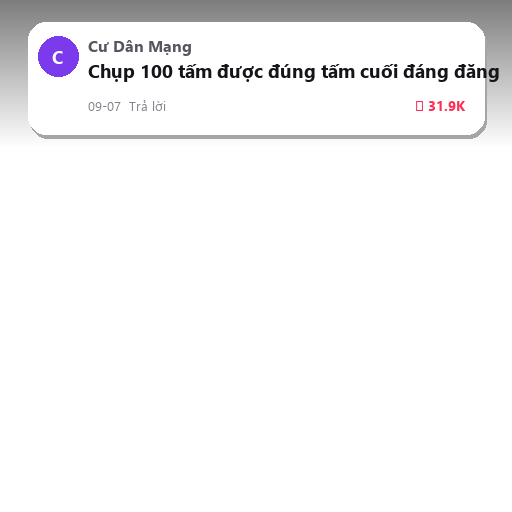 C
Cư Dân Mạng
Chụp 100 tấm được đúng tấm cuối đáng đăng
09-07 Trả lời
31.9K